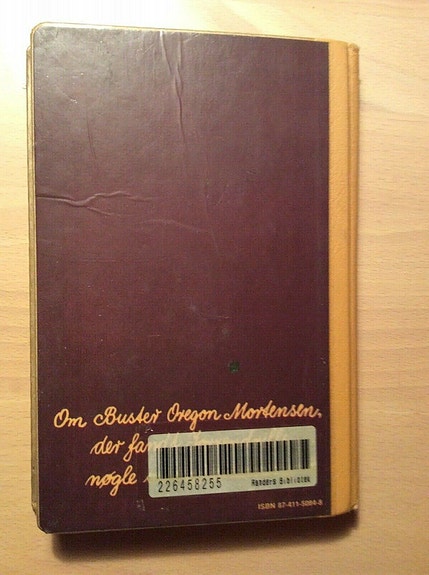 Om Buster Oregon Mortensen,
der
nøgle
226458255 Randers Bibliotek
ISBN 87-411-5084-8